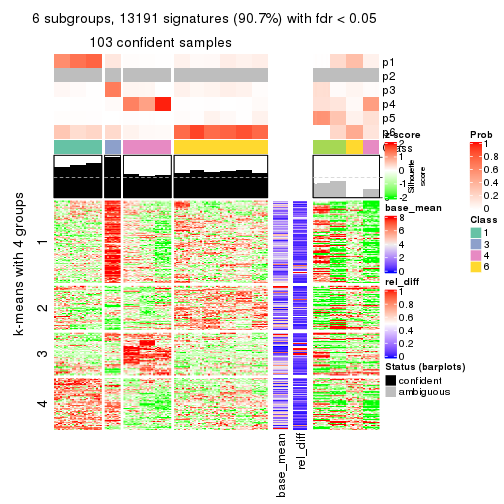 6 subgroups, 13191 signatures (90.7%) with fdr < 0.05
103 confident samples
p1
p2
p3
p4
p5
p6
Class
z-score
2
1
0
-1
-2
Silhouette
score
Prob
1
0.8
0.6
0.4
0.2
0
base_mean
8
6
4
2
0
Class
1
3
4
6
rel_diff
1
0.8
0.6
0.4
0.2
0
Status (barplots)
confident
ambiguous
k-means with 4 groups
1
2
3
4
base_mean
rel_diff